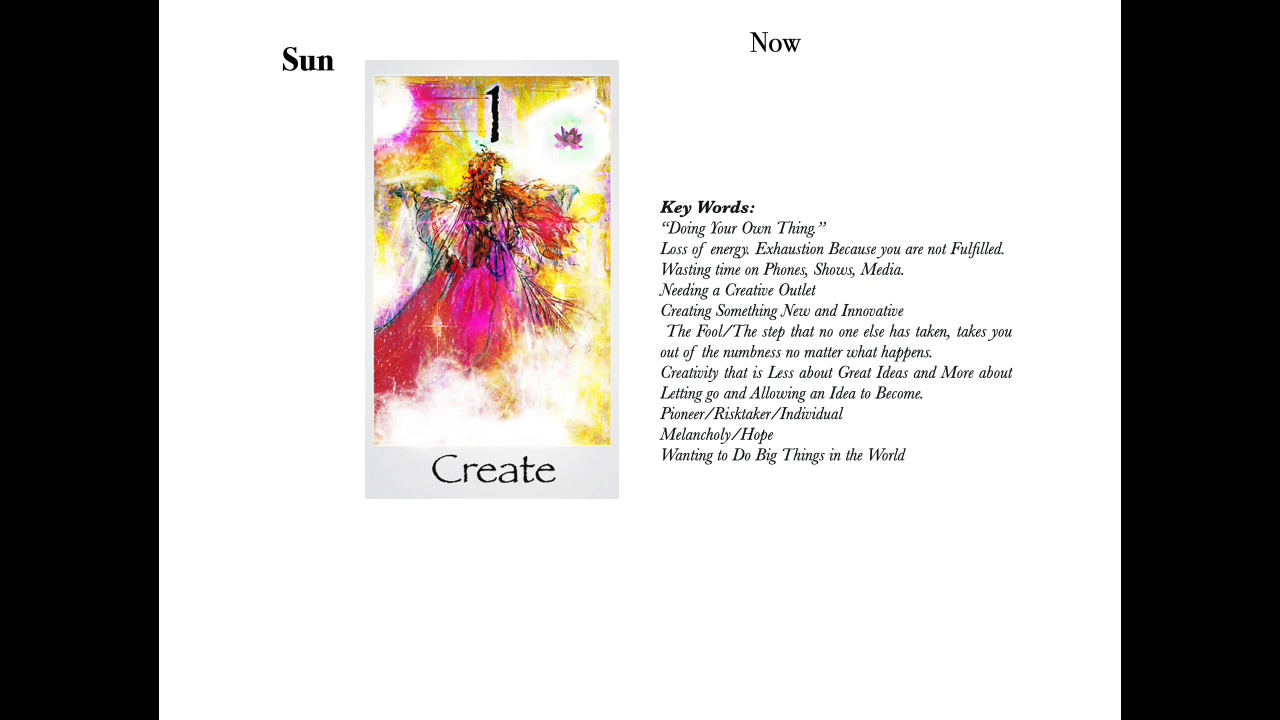 Sun
Now
1
Create
Key Words:
“Doing Your Own Thing.”
Loss of energy. Exhaustion Because you are not Fulfilled.
Wasting time on Phones, Shows, Media.
Needing a Creative Outlet
Creating Something New and Innovative
The Fool/The step that no one else has taken, takes you
out of the numbness no matter what happens.
Creativity that is Less about Great Ideas and More about
Letting go and Allowing an Idea to Become.
Pioneer/Risktaker/Individual
Melancholy/Hope
Wanting to Do Big Things in the World